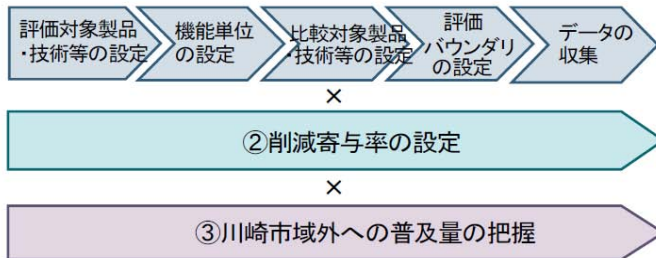 評価対象製品
・技術等の設定
機能単位
の設定
比較対象製品
・技術等の設定
評価
バウンダリ
の設定
データの
収集
×
②削減寄与率の設定
×
③川崎市域外への普及量の把握